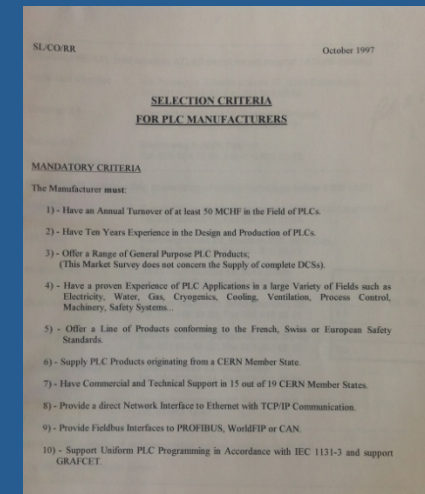 SL/CO/RR
October 1997
SELECTION CRITERIA
FOR PLC MANUFACTURERS
MANDATORY CRITERIA
The Manufacturer must:
1) - Have an Annual Turnover of at least 50 MCHF in the Field of PLCs.
2) - Have Ten Years Experience in the Design and Production of PLCs.
3) - Offer a Range of General Purpose PLC Products;
(This Market Survey does not concern the Supply of complete DCSs).
4) - Have a proven Experience of PLC Applications in a large Variety of Fields such as
Electricity, Water, Gas, Cryogenics, Cooling, Ventilation, Process Control,
Machinery, Safety Systems...
5) - Offer a Line of Products conforming to the French, Swiss or European Safety
Standards.
6) - Supply PLC Products originating from a CERN Member State.
7) - Have Commercial and Technical Support in 15 out of 19 CERN Member States.
8) - Provide a direct Network Interface to Ethernet with TCP/IP Communication.
9) - Provide Fieldbus Interfaces to PROFIBUS, WorldFIP or CAN.
10) - Support Uniform PLC Programming in Accordance with IEC 1131-3 and support
GRAFCET.